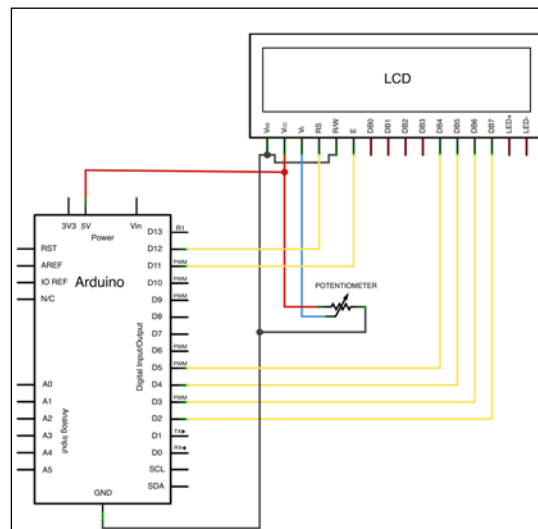 LCD
VSS
VCC
V0
RS
R/W
E
DB0
DB1
DB2
DB3
DB4
DB5
DB6
DB7
LED+
LED-
3V3
5V
Vin
Power
Arduino
RST
AREF
IO REF
N/C
A0
A1
A2
A3
A4
A5
Analog Input
Digital Input/Output
D13
R1
D12
D11
PWM
D10
PWM
D9
PWM
D8
D7
D6
PWM
D5
PWM
D4
D3
PWM
D2
D1
TX
D0
RX
SCL
SDA
GND
POTENTIOMETER